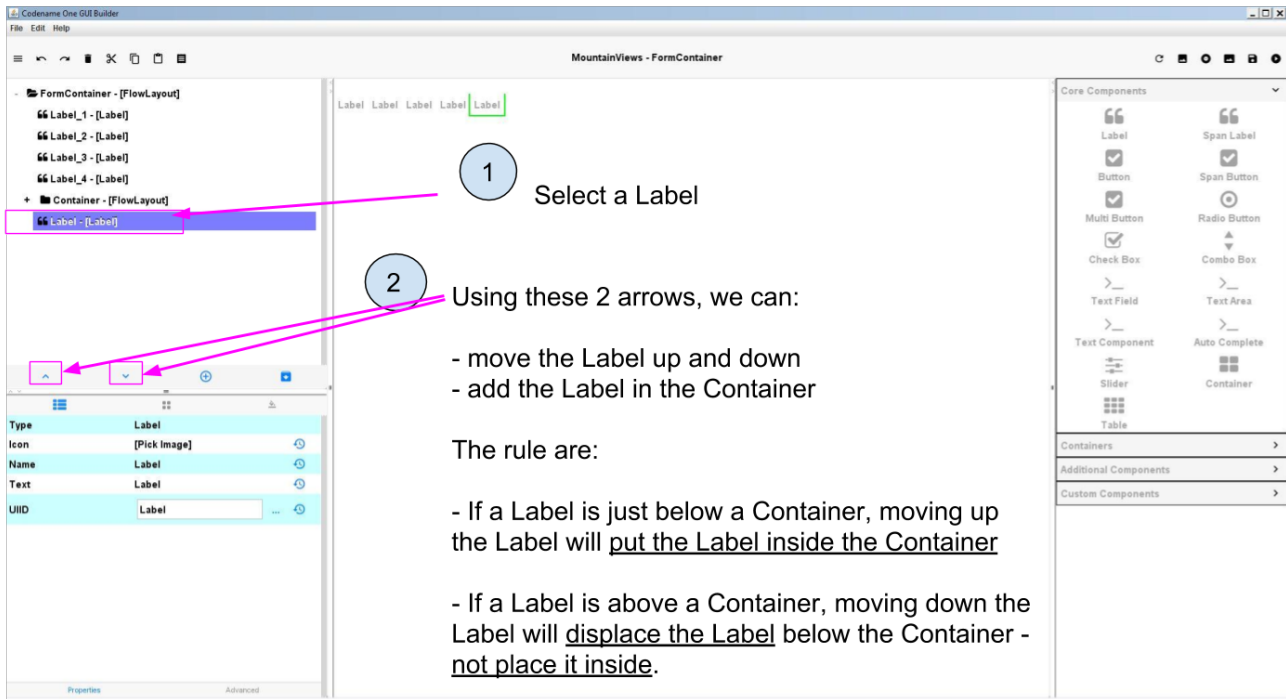 Codename One GUI Builder
File Edit Help
MountainViews - FormContainer
- FormContainer - [FlowLayout]
Label_1 - [Label]
Label_2 - [Label]
Label_3 - [Label]
Label_4 - [Label]
+ Container - [FlowLayout]
Label - [Label]
Label Label Label Label Label
1
Select a Label
2
Using these 2 arrows, we can:
- move the Label up and down
- add the Label in the Container
The rule are:
- If a Label is just below a Container, moving up
the Label will put the Label inside the Container
- If a Label is above a Container, moving down the
Label will displace the Label below the Container -
not place it inside.
Type Label
Icon [Pick Image]
Name Label
Text Label
UIID Label ...
Properties Advanced
Core Components
Label Span Label
Button Span Button
Multi Button Radio Button
Check Box Combo Box
Text Field Text Area
Text Component Auto Complete
Slider Container
Table
Containers
Additional Components
Custom Components